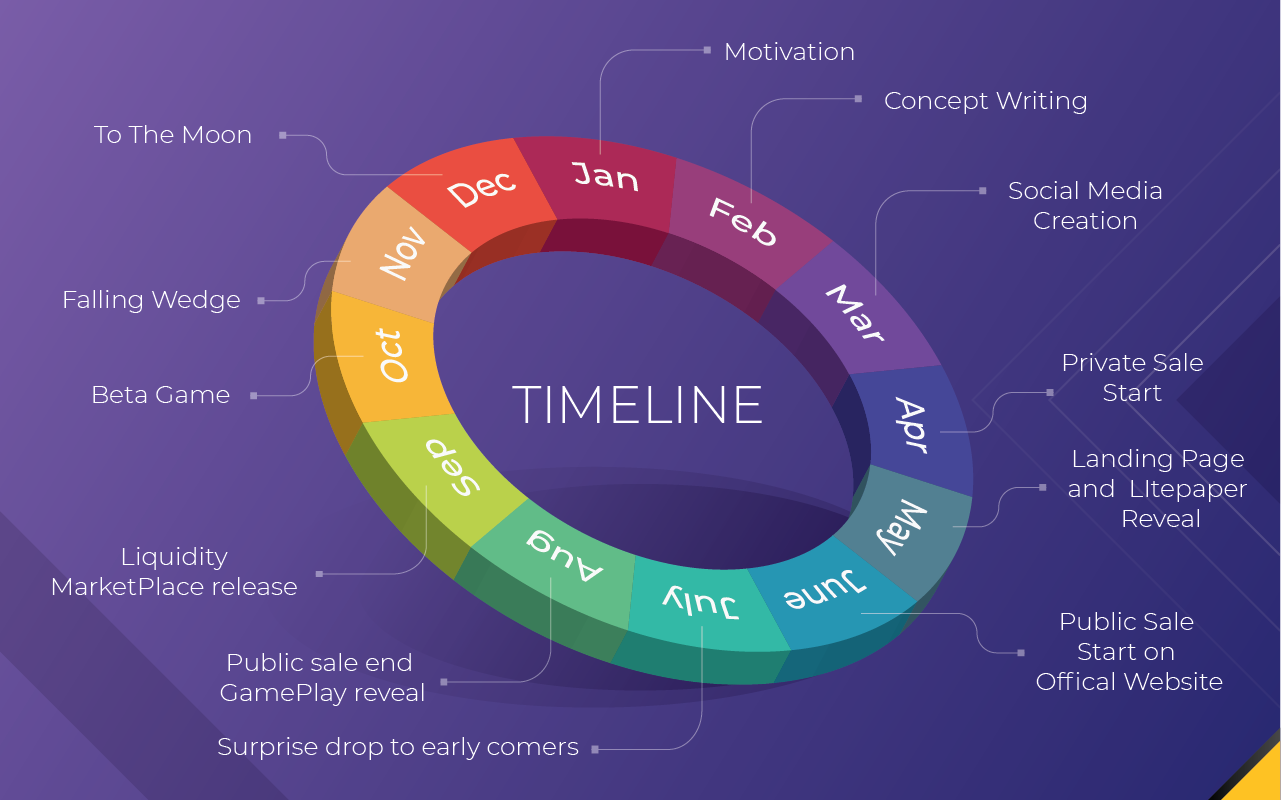 Motivation
Concept Writing
To The Moon
Jan
Dec
Feb
Social Media
Creation
Nov
Mar
Falling Wedge
Oct
Private Sale
Start
Beta Game
TIMELINE
Apr
Sep
Landing Page
and LItepaper
Reveal
May
Aug
Liquidity
MarketPlace release
July
June
Public Sale
Start on
Offical Website
Public sale end
GamePlay reveal
Surprise drop to early comers